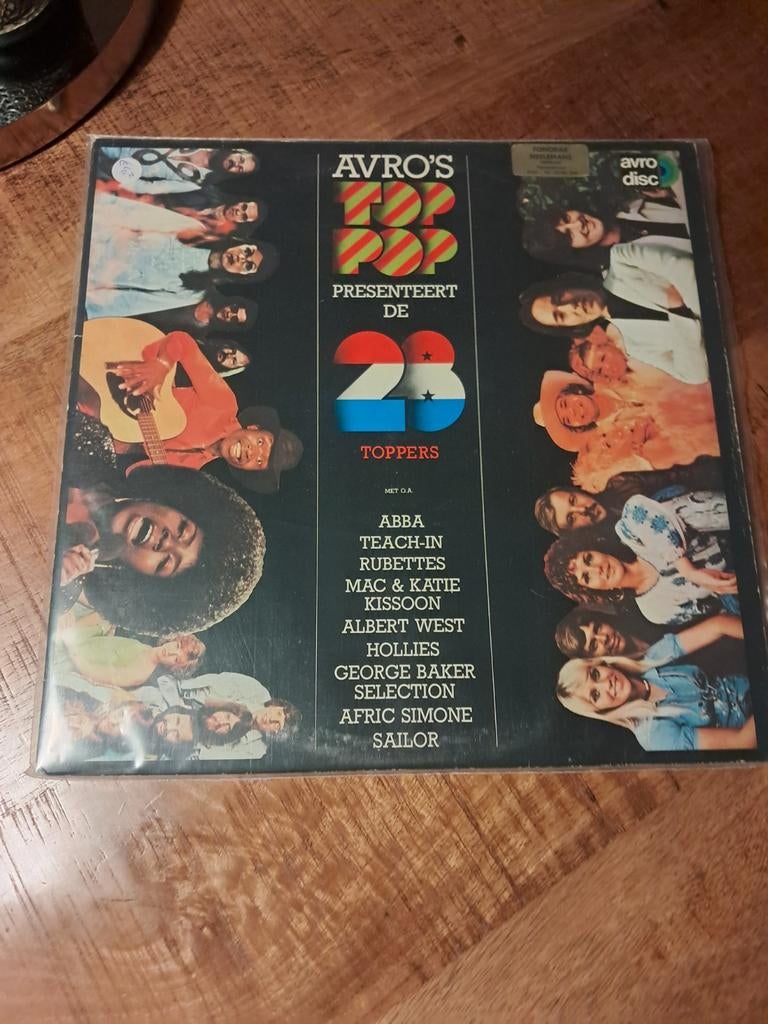 AVRO'S
TOP
POP
PRESENTEERT
DE
28
TOPPERS
MET O.A.
ABBA
TEACH-IN
RUBETTES
MAC & KATIE
KISSOON
ALBERT WEST
HOLLIES
GEORGE BAKER
SELECTION
AFRIC SIMONE
SAILOR
avro
disc